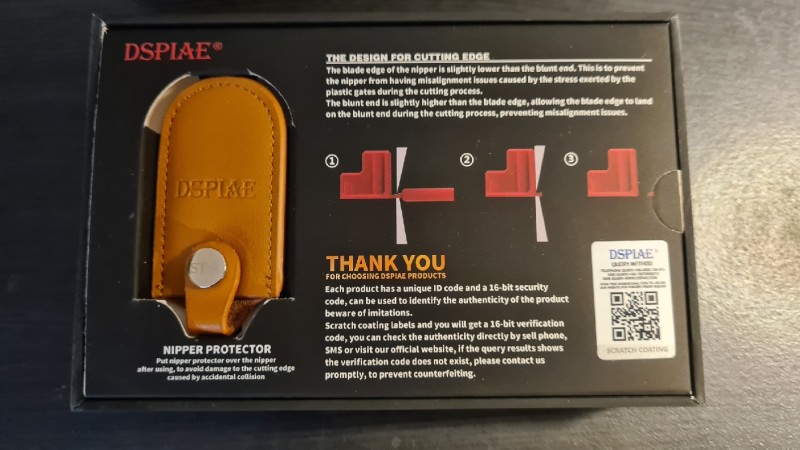 DSPIAE®
THE DESIGN FOR CUTTING EDGE
The blade edge of the nipper is slightly lower than the blunt end. This is to prevent
the nipper from having misalignment issues caused by the stress exerted by the
plastic gates during the cutting process.
The blunt end is slightly higher than the blade edge, allowing the blade edge to land
on the blunt end during the cutting process, preventing misalignment issues.
1 2 3
DSPIAE
ST
NIPPER PROTECTOR
Put nipper protector over the nipper
after using, to avoid damage to the cutting edge
caused by accidental collision
THANK YOU
FOR CHOOSING DSPIAE PRODUCTS
Each product has a unique ID code and a 16-bit security
code, can be used to identify the authenticity of the product
beware of imitations.
Scratch coating labels and you will get a 16-bit verification
code, you can check the authenticity directly by sell phone,
SMS or visit our official website, if the query results shows
the verification code does not exist, please contact us
promptly, to prevent counterfeiting.
DSPIAE
QUERY METHOD
SCRATCH COATING